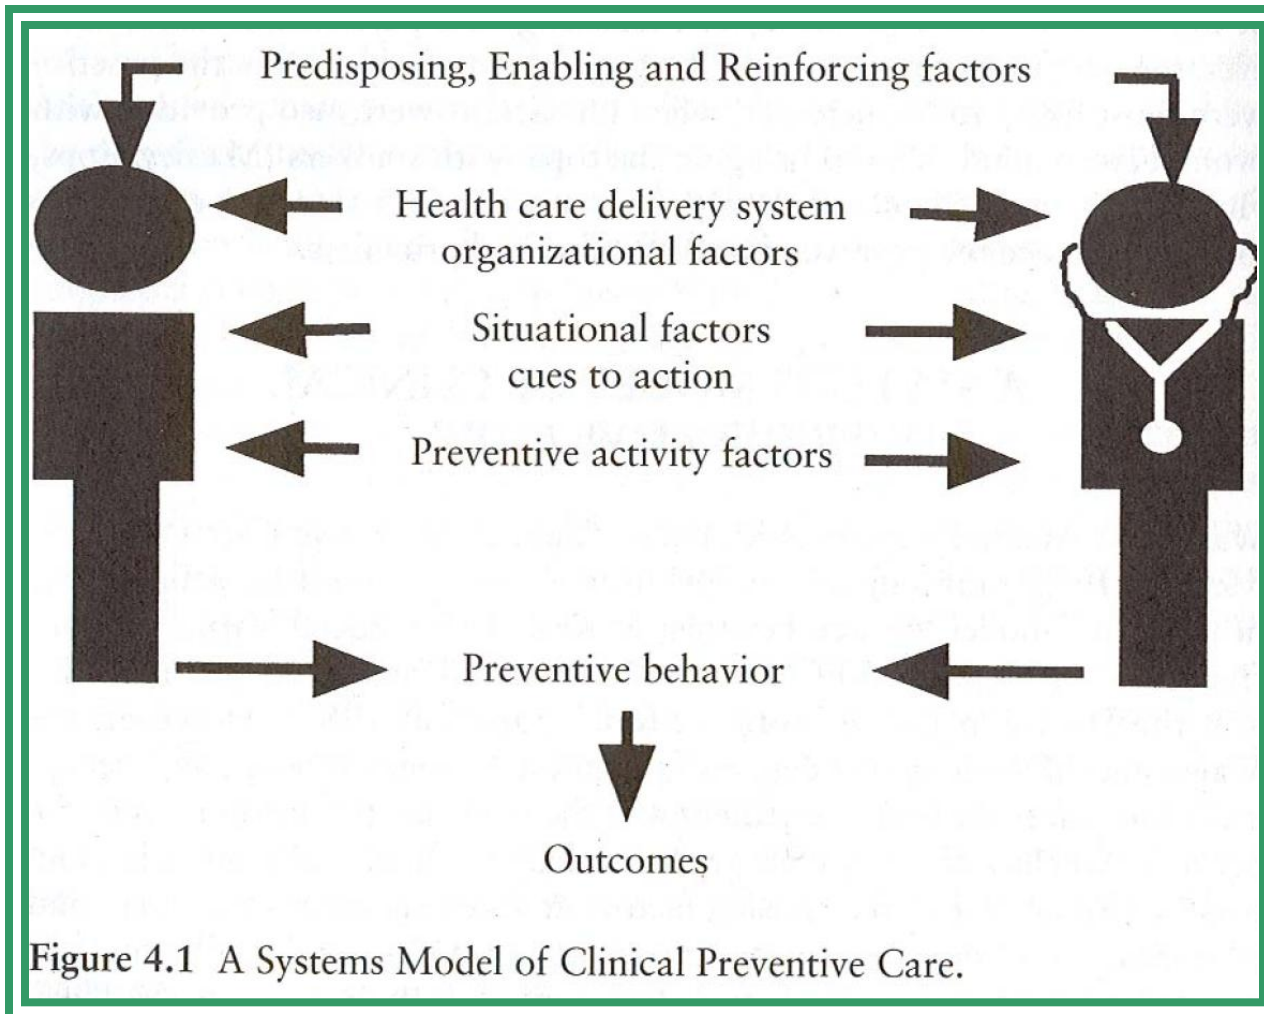 Predisposing, Enabling and Reinforcing factors
Health care delivery system
organizational factors
Situational factors
cues to action
Preventive activity factors
Preventive behavior
Outcomes
Figure 4.1 A Systems Model of Clinical Preventive Care.